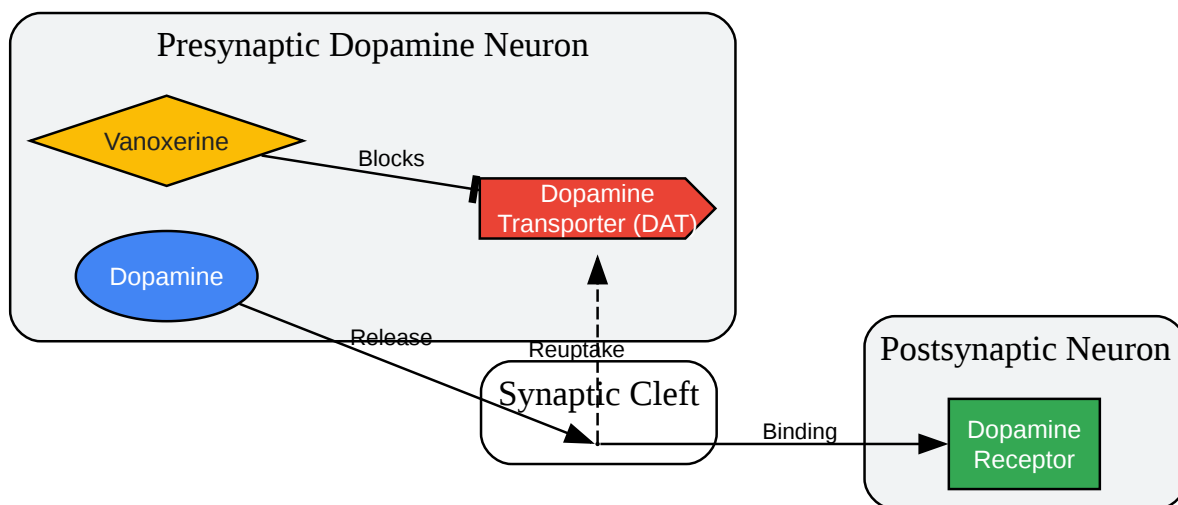 Presynaptic Dopamine Neuron
Vanoxerine
Blocks
Dopamine
Transporter (DAT)
Dopamine
Release
Reuptake
Synaptic Cleft
Postsynaptic Neuron
Binding
Dopamine
Receptor